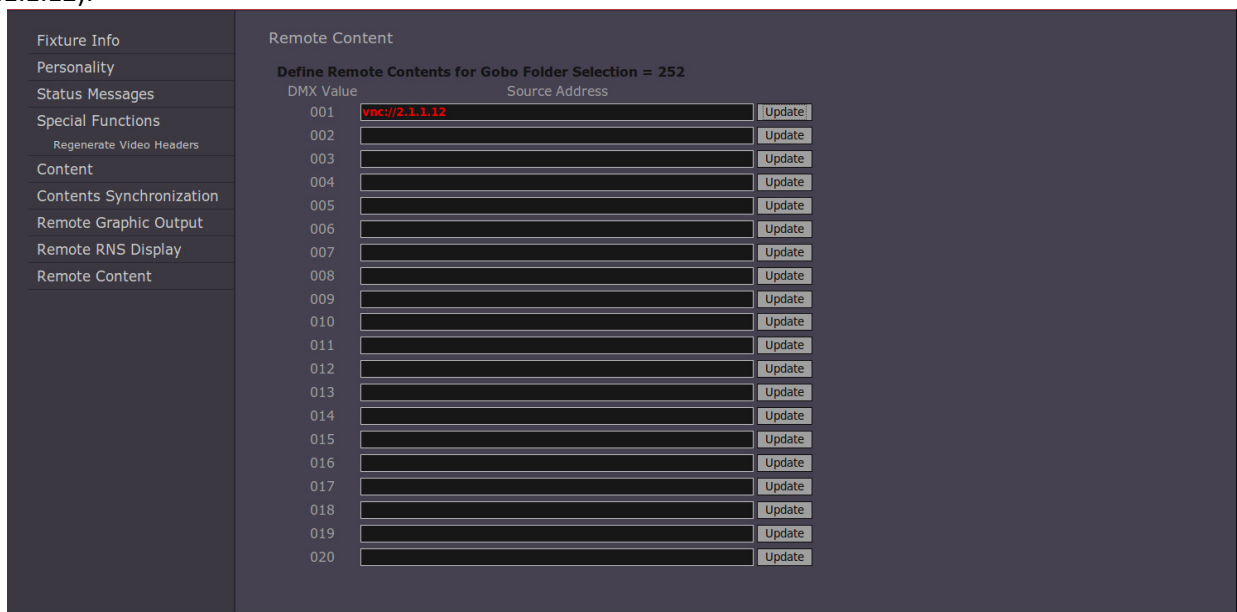 Fixture Info
Personality
Status Messages
Special Functions
Regenerate Video Headers
Content
Contents Synchronization
Remote Graphic Output
Remote RNS Display
Remote Content
Remote Content
Define Remote Contents for Gobo Folder Selection = 252
DMX Value Source Address
001 vnc://2.1.1.12 Update
002 Update
003 Update
004 Update
005 Update
006 Update
007 Update
008 Update
009 Update
010 Update
011 Update
012 Update
013 Update
014 Update
015 Update
016 Update
017 Update
018 Update
019 Update
020 Update